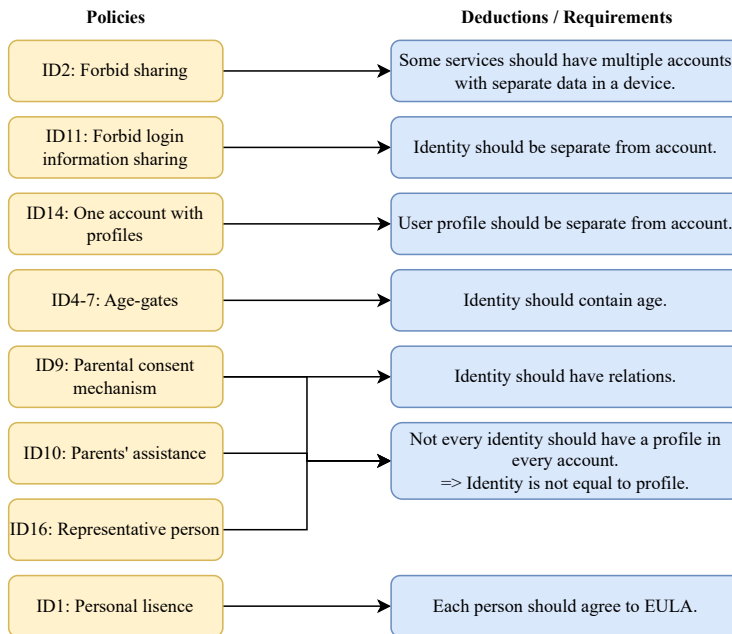 Policies
Deductions / Requirements
ID2: Forbid sharing
Some services should have multiple accounts
with separate data in a device.
ID11: Forbid login
information sharing
Identity should be separate from account.
ID14: One account with
profiles
User profile should be separate from account.
ID4-7: Age-gates
Identity should contain age.
ID9: Parental consent
mechanism
Identity should have relations.
ID10: Parents' assistance
Not every identity should have a profile in
every account.
=> Identity is not equal to profile.
ID16: Representative person
ID1: Personal lisence
Each person should agree to EULA.